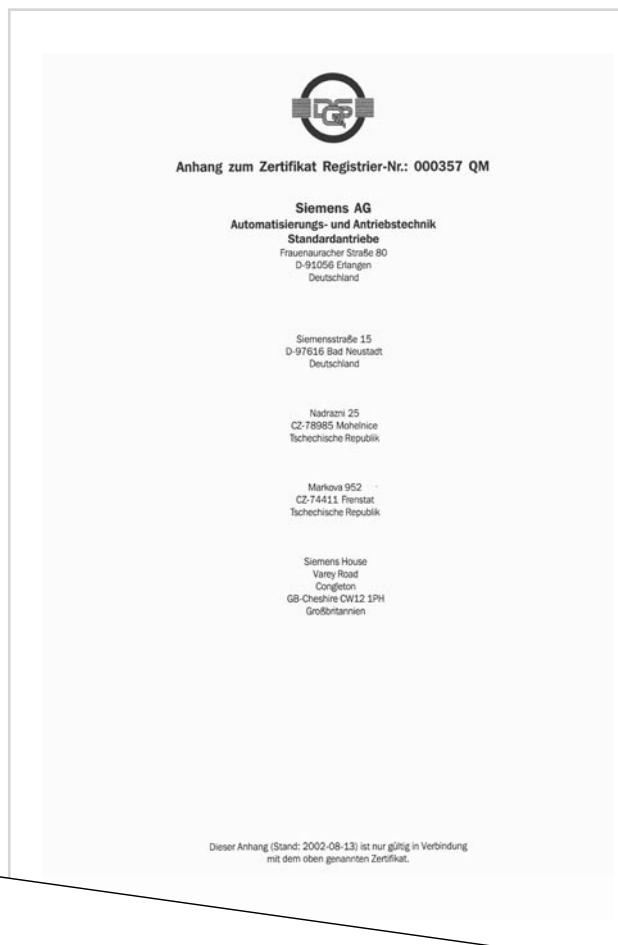 DQS
Anhang zum Zertifikat Registrier-Nr.: 000357 QM
Siemens AG
Automatisierungs- und Antriebstechnik
Standardantriebe
Frauenauracher Straße 80
D-91056 Erlangen
Deutschland
Siemensstraße 15
D-97616 Bad Neustadt
Deutschland
Nadrazni 25
CZ-78985 Mohelnice
Tschechische Republik
Markova 952
CZ-74411 Frenstat
Tschechische Republik
Siemens House
Varey Road
Congleton
GB-Cheshire CW12 1PH
Großbritannien
Dieser Anhang (Stand: 2002-08-13) ist nur gültig in Verbindung
mit dem oben genannten Zertifikat.